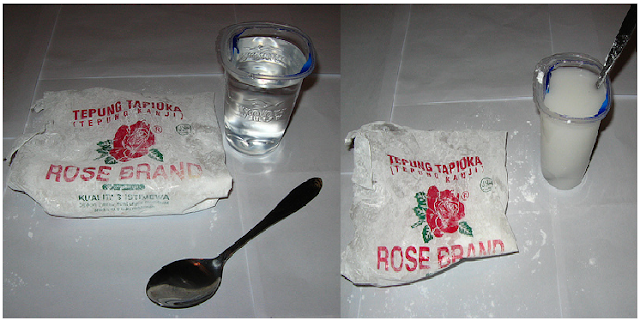 TEPUNG TAPIOKA
(TEPUNG KANJI)
®
ROSE BRAND
KUALITAS ISTIMEWA
TEPUNG TAPIOKA
(TEPUNG KANJI)
®
ROSE BRAND